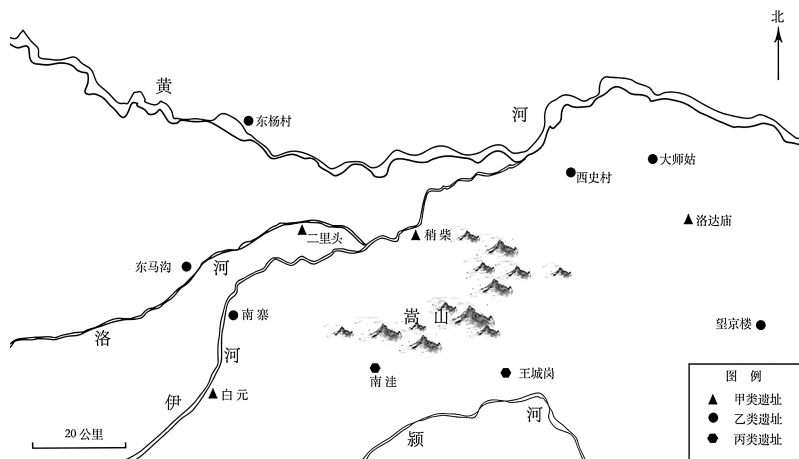 北
黄
河
东杨村
大师姑
西史村
洛达庙
二里头
稍柴
东马沟
河
洛
南寨
嵩山
望京楼
河
南洼
王城岗
白元
伊
颍
河
20公里
图例
甲类遗址
乙类遗址
丙类遗址